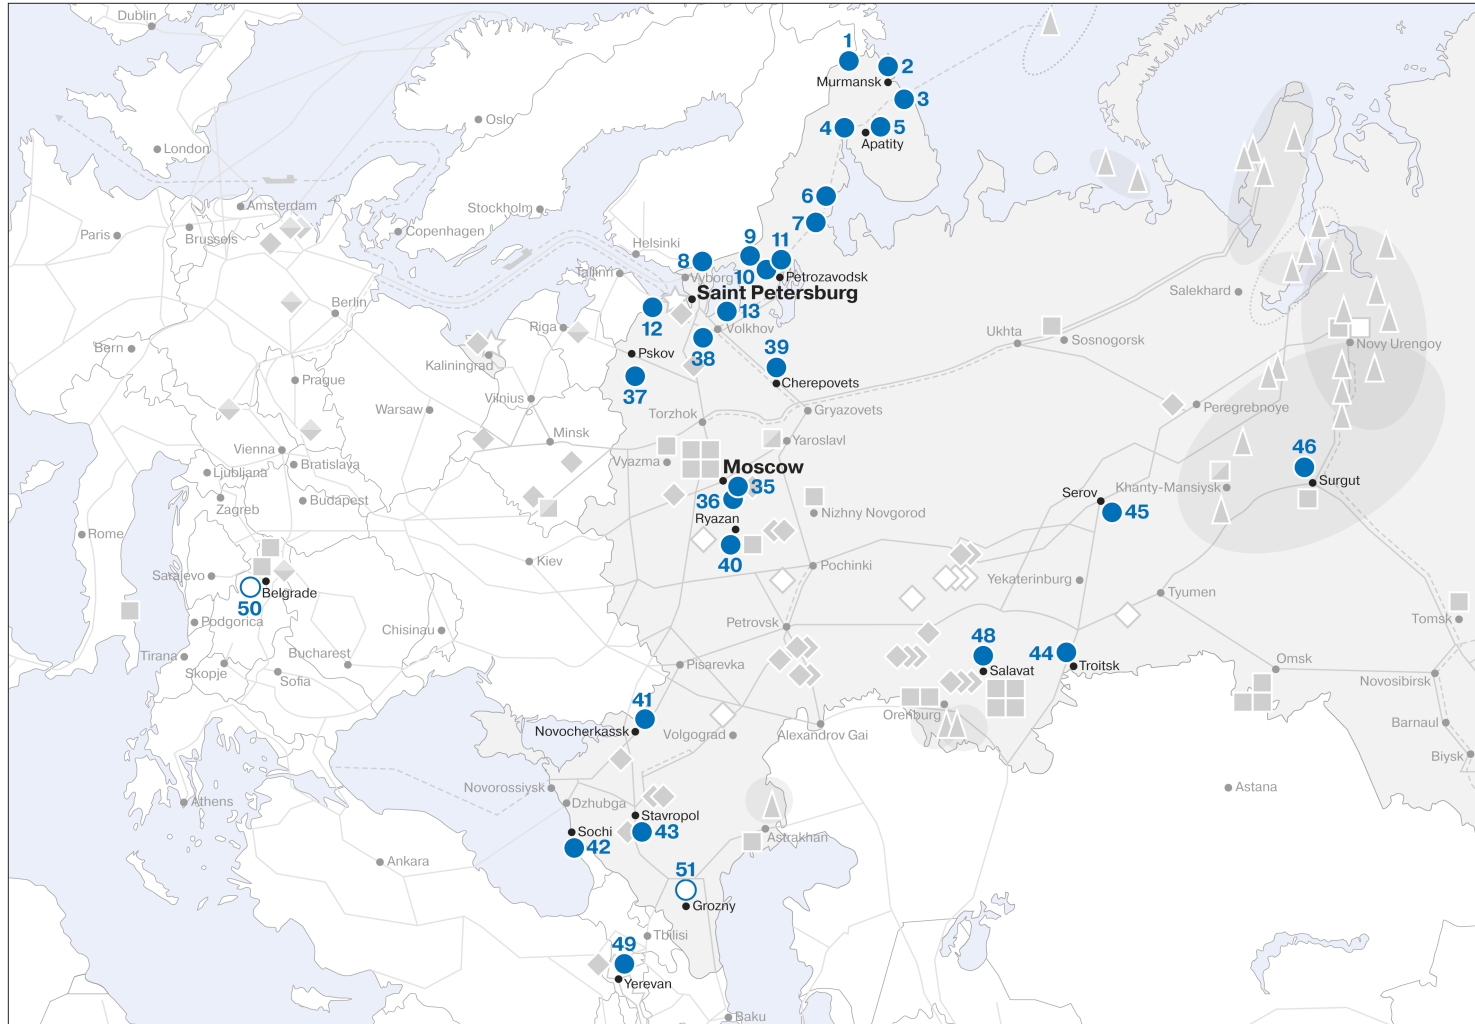 Dublin
1
2
Murmansk
3
Oslo
4
5
Apatity
London
6
Amsterdam
Stockholm
7
Brussels
Paris
Copenhagen
Helsinki
9
11
8
10
Tallinn
Vyborg
Petrozavodsk
Saint Petersburg
Salekhard
Berlin
12
13
Riga
Volkhov
Ukhta
Sosnogorsk
Bern
Pskov
38
39
Novy Urengoy
Kaliningrad
Prague
37
Cherepovets
Vilnius
Warsaw
Torzhok
Gryazovets
Peregrebnoye
Minsk
Yaroslavl
Vienna
46
Vyazma
Bratislava
Moscow
Ljubljana
Surgut
35
Khanty-Mansiysk
Serov
Budapest
36
Zagreb
Nizhny Novgorod
45
Ryazan
Rome
Kiev
40
Pochinki
Sarajevo
Yekaterinburg
Belgrade
Tyumen
50
Podgorica
Petrovsk
Tomsk
Chisinau
48
Bucharest
44
Tirana
Pisarevka
Troitsk
Omsk
Skopje
Salavat
Sofia
Novosibirsk
41
Orenburg
Novocherkassk
Volgograd
Alexandrov Gai
Barnaul
Biysk
Novorossiysk
Astana
Athens
Dzhubga
Stavropol
Sochi
43
Astrakhan
42
Ankara
51
Grozny
Tbilisi
49
Yerevan
Baku